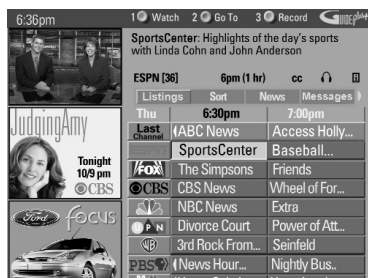 6:36pm
1 Watch 2 Go To 3 Record GUIDE Plus+
SportsCenter: Highlights of the day's sports
with Linda Cohn and John Anderson
ESPN [36] 6pm (1 hr) cc
Listings Sort News Messages
Thu 6:30pm 7:00pm
Last Channel ABC News Access Holly...
SportsCenter Baseball...
FOX The Simpsons Friends
CBS CBS News Wheel of For...
NBC News Extra
UPN Divorce Court Power of Att...
WB 3rd Rock From... Seinfeld
PBS News Hour... Nightly Bus..
JudgingAmy
Tonight
10/9 pm
CBS
Ford focus